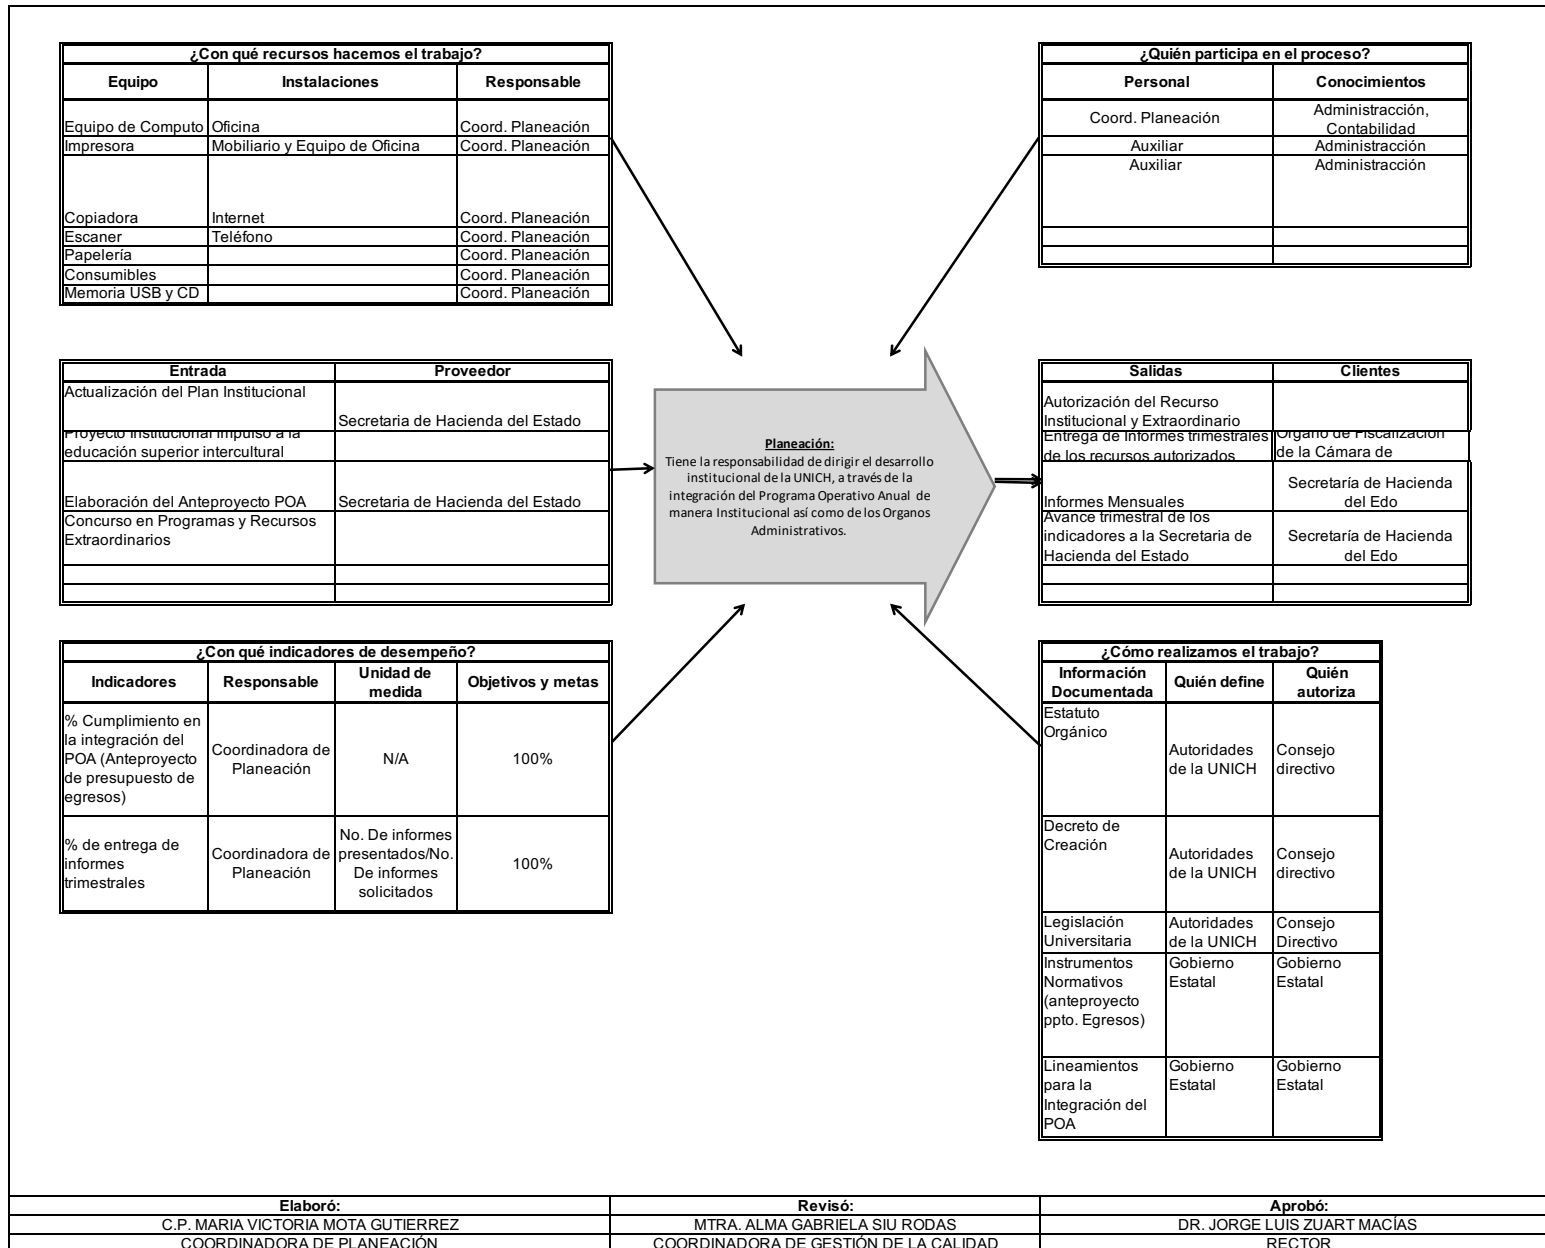 ¿Con qué recursos hacemos el trabajo?
Equipo Instalaciones Responsable
Equipo de Computo Oficina Coord. Planeación
Impresora Mobiliario y Equipo de Oficina Coord. Planeación
Copiadora Internet Coord. Planeación
Escaner Teléfono Coord. Planeación
Papelería Coord. Planeación
Consumibles Coord. Planeación
Memoria USB y CD Coord. Planeación
¿Quién participa en el proceso?
Personal Conocimientos
Coord. Planeación Administracción,
Contabilidad
Auxiliar Administracción
Auxiliar Administracción
Entrada Proveedor
Actualización del Plan Institucional
Secretaria de Hacienda del Estado
Proyecto Institucional Impulso a la
educación superior intercultural
Elaboración del Anteproyecto POA Secretaria de Hacienda del Estado
Concurso en Programas y Recursos
Extraordinarios
Planeación:
Tiene la responsabilidad de dirigir el desarrollo
institucional de la UNICH, a través de la
integración del Programa Operativo Anual de
manera Institucional así como de los Organos
Administrativos.
Salidas Clientes
Autorización del Recurso
Institucional y Extraordinario
Entrega de Informes trimestrales
de los recursos autorizados
Órgano de Fiscalización
de la Cámara de
Informes Mensuales
Secretaría de Hacienda
del Edo
Avance trimestral de los
indicadores a la Secretaria de
Hacienda del Estado
Secretaría de Hacienda
del Edo
¿Con qué indicadores de desempeño?
Indicadores Responsable Unidad de
medida Objetivos y metas
% Cumplimiento en
la integración del
POA (Anteproyecto
de presupuesto de
egresos)
Coordinadora de
Planeación
N/A
100%
% de entrega de
informes
trimestrales
Coordinadora de
Planeación
No. De informes
presentados/No.
De informes
solicitados
100%
¿Cómo realizamos el trabajo?
Información
Documentada
Quién define
Quién
autoriza
Estatuto
Orgánico
Autoridades
de la UNICH
Consejo
directivo
Decreto de
Creación
Autoridades
de la UNICH
Consejo
directivo
Legislación
Universitaria
Autoridades
de la UNICH
Consejo
Directivo
Instrumentos
Normativos
(anteproyecto
ppto. Egresos)
Gobierno
Estatal
Gobierno
Estatal
Lineamientos
para la
Integración del
POA
Gobierno
Estatal
Gobierno
Estatal
Elaboró: Revisó: Aprobó:
C.P. MARIA VICTORIA MOTA GUTIERREZ MTRA. ALMA GABRIELA SIU RODAS DR. JORGE LUIS ZUART MACÍAS
COORDINADORA DE PLANEACIÓN COORDINADORA DE GESTIÓN DE LA CALIDAD RECTOR